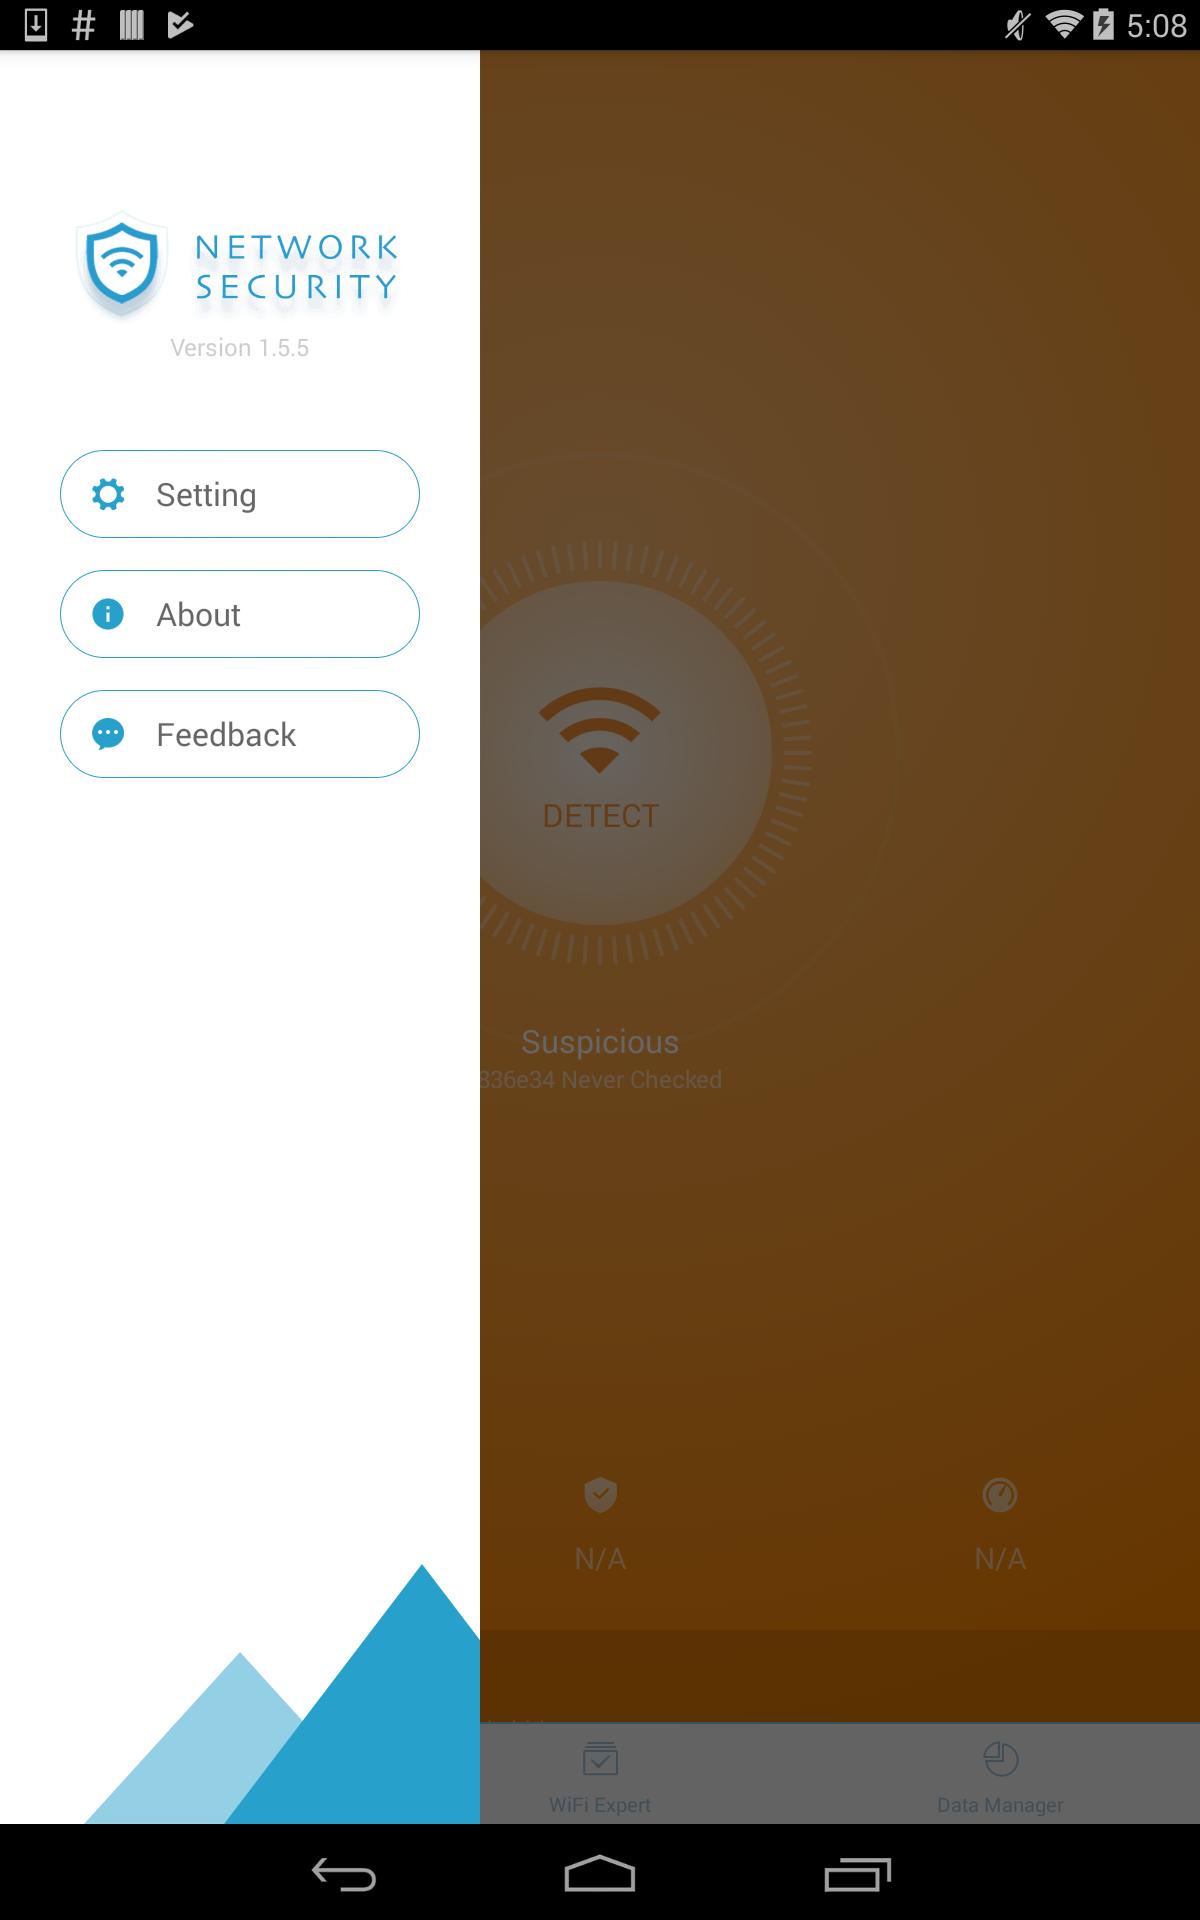 5:08
NETWORK
SECURITY
Version 1.5.5
Setting
About
Feedback
DETECT
Suspicious
836e34 Never Checked
N/A
N/A
WiFi Expert
Data Manager